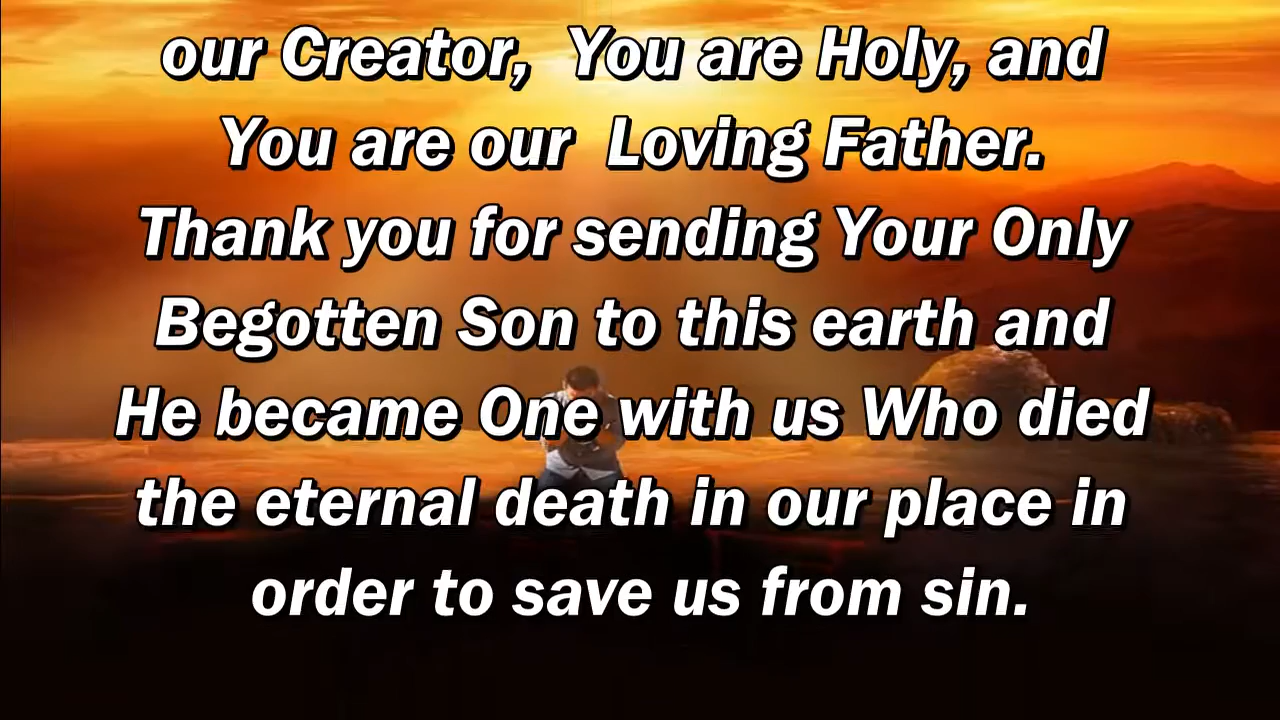 our Creator,  You are Holy, and
You are our  Loving Father.
Thank you for sending Your Only
Begotten Son to this earth and
He became One with us Who died
the eternal death in our place in
order to save us from sin.